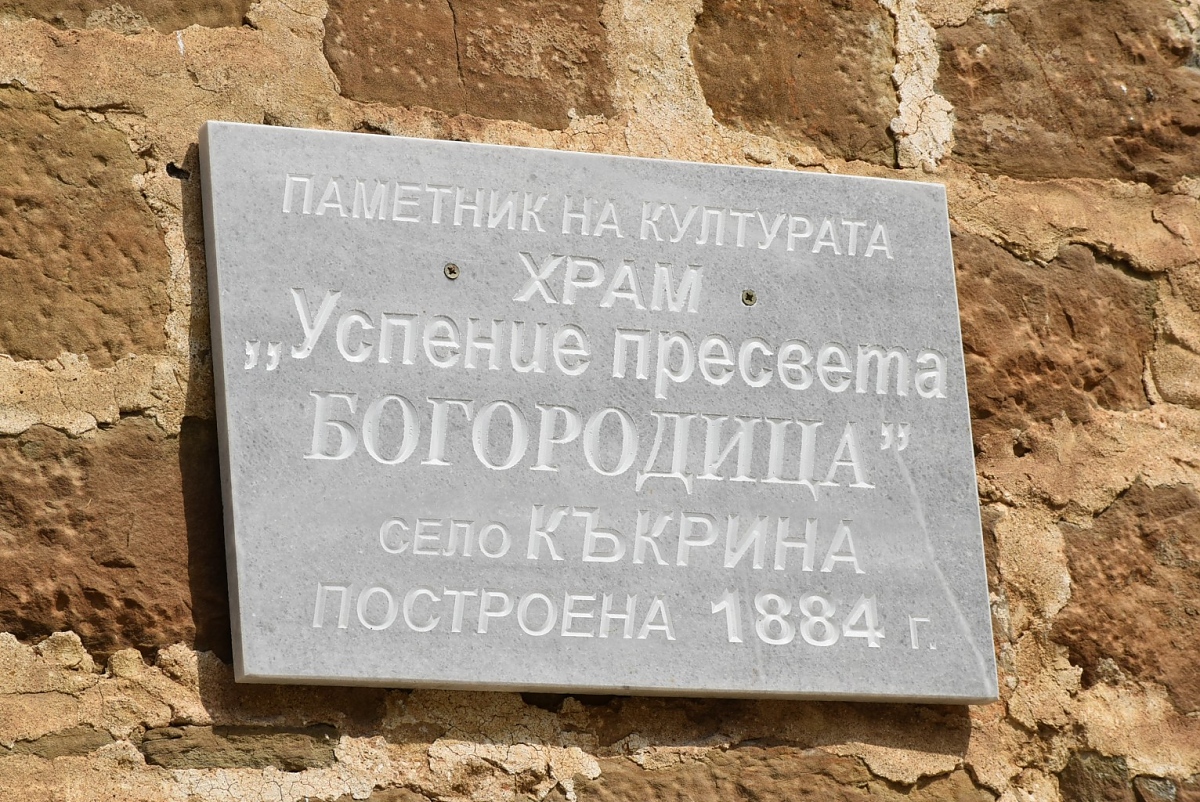 ПАМЕТНИК НА КУЛТУРАТА
ХРАМ
„Успение пресвета
БОГОРОДИЦА”
СЕЛО КЪКРИНА
ПОСТРОЕНА 1884 г.